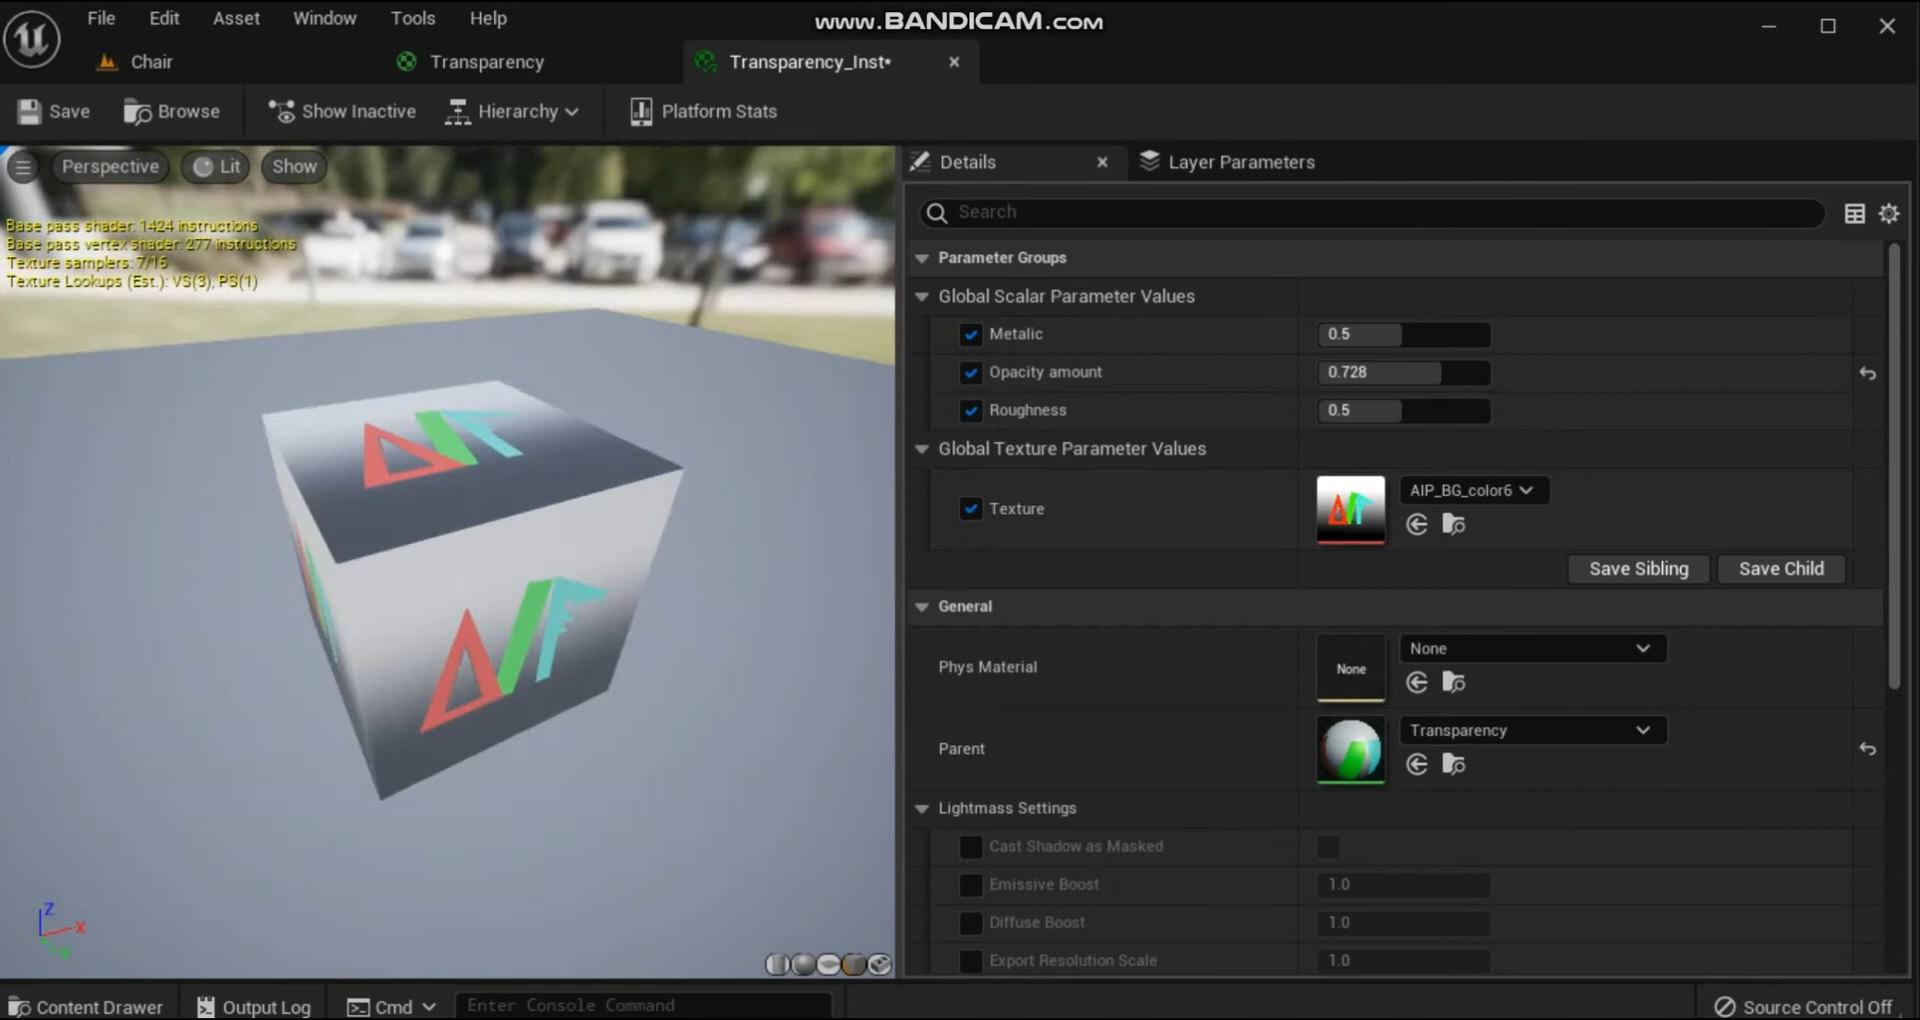 File Edit Asset Window Tools Help
www.BANDICAM.com
Chair Transparency Transparency_Inst*
Save Browse Show Inactive Hierarchy Platform Stats
Perspective Lit Show
Base pass shader: 1424 instructions
Base pass vertex shader: 277 instructions
Texture samplers: 7/16
Texture Lookups (Est.): VS(3), PS(1)
Z
X
Y
Details Layer Parameters
Search
Parameter Groups
Global Scalar Parameter Values
Metalic 0.5
Opacity amount 0.728
Roughness 0.5
Global Texture Parameter Values
Texture AIP_BG_color6
Save Sibling Save Child
General
Phys Material None None
Parent Transparency
Lightmass Settings
Cast Shadow as Masked
Emissive Boost 1.0
Diffuse Boost 1.0
Export Resolution Scale 1.0
Content Drawer Output Log Cmd Enter Console Command Source Control Off